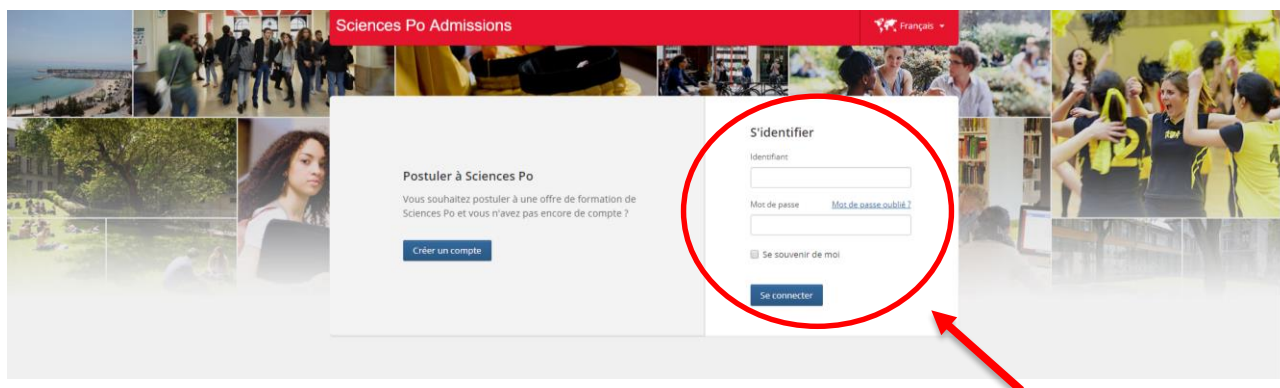 Sciences Po Admissions
Français
Postuler à Sciences Po
Vous souhaitez postuler à une offre de formation de
Sciences Po et vous n'avez pas encore de compte ?
Créer un compte
S'identifier
Identifiant
Mot de passe Mot de passe oublié ?
Se souvenir de moi
Se connecter
12